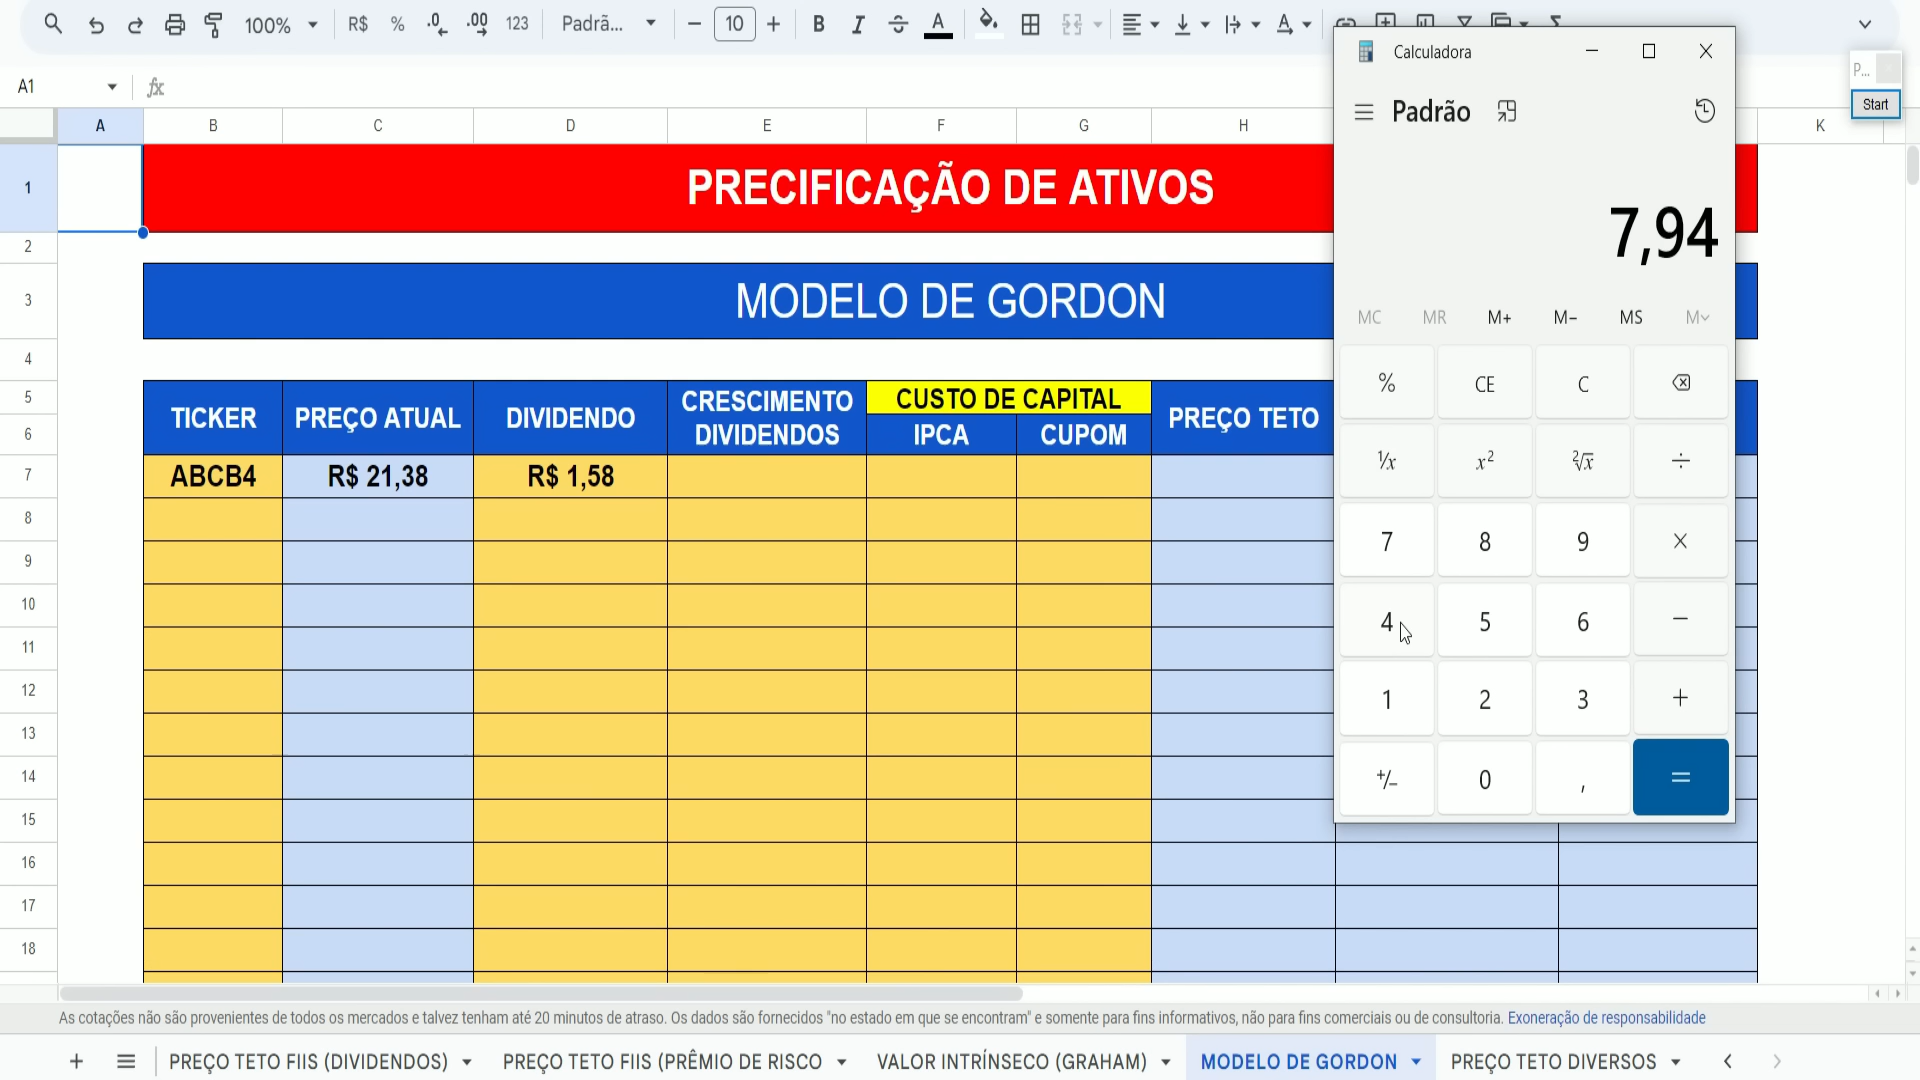 100%
R$
%
.0
.00
123
Padrã...
10
B
I
A
A1
fx
Calculadora
P...
Start
Padrão
A
B
C
D
E
F
G
H
K
1
PRECIFICAÇÃO DE ATIVOS
7,94
2
3
MODELO DE GORDON
MC
MR
M+
M-
MS
M
4
5
TICKER
PREÇO ATUAL
DIVIDENDO
CRESCIMENTO
DIVIDENDOS
CUSTO DE CAPITAL
6
IPCA
CUPOM
PREÇO TETO
7
ABCB4
R$ 21,38
R$ 1,58
8
9
10
11
12
13
14
15
16
17
18
%
CE
C
1/x
x²
²√x
÷
7
8
9
×
4
5
6
−
1
2
3
+
+/−
0
,
=
As cotações não são provenientes de todos os mercados e talvez tenham até 20 minutos de atraso. Os dados são fornecidos "no estado em que se encontram" e somente para fins informativos, não para fins comerciais ou de consultoria. Exoneração de responsabilidade
PREÇO TETO FIIS (DIVIDENDOS)
PREÇO TETO FIIS (PRÊMIO DE RISCO
VALOR INTRÍNSECO (GRAHAM)
MODELO DE GORDON
PREÇO TETO DIVERSOS